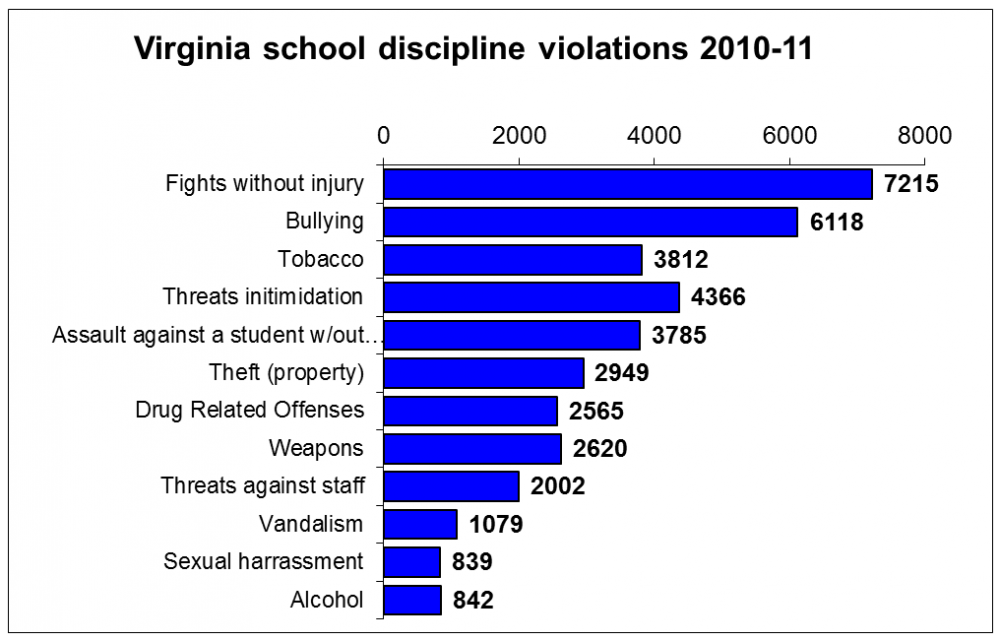 Virginia school discipline violations 2010-11
0 2000 4000 6000 8000
Fights without injury 7215
Bullying 6118
Tobacco 3812
Threats initimidation 4366
Assault against a student w/out... 3785
Theft (property) 2949
Drug Related Offenses 2565
Weapons 2620
Threats against staff 2002
Vandalism 1079
Sexual harrassment 839
Alcohol 842